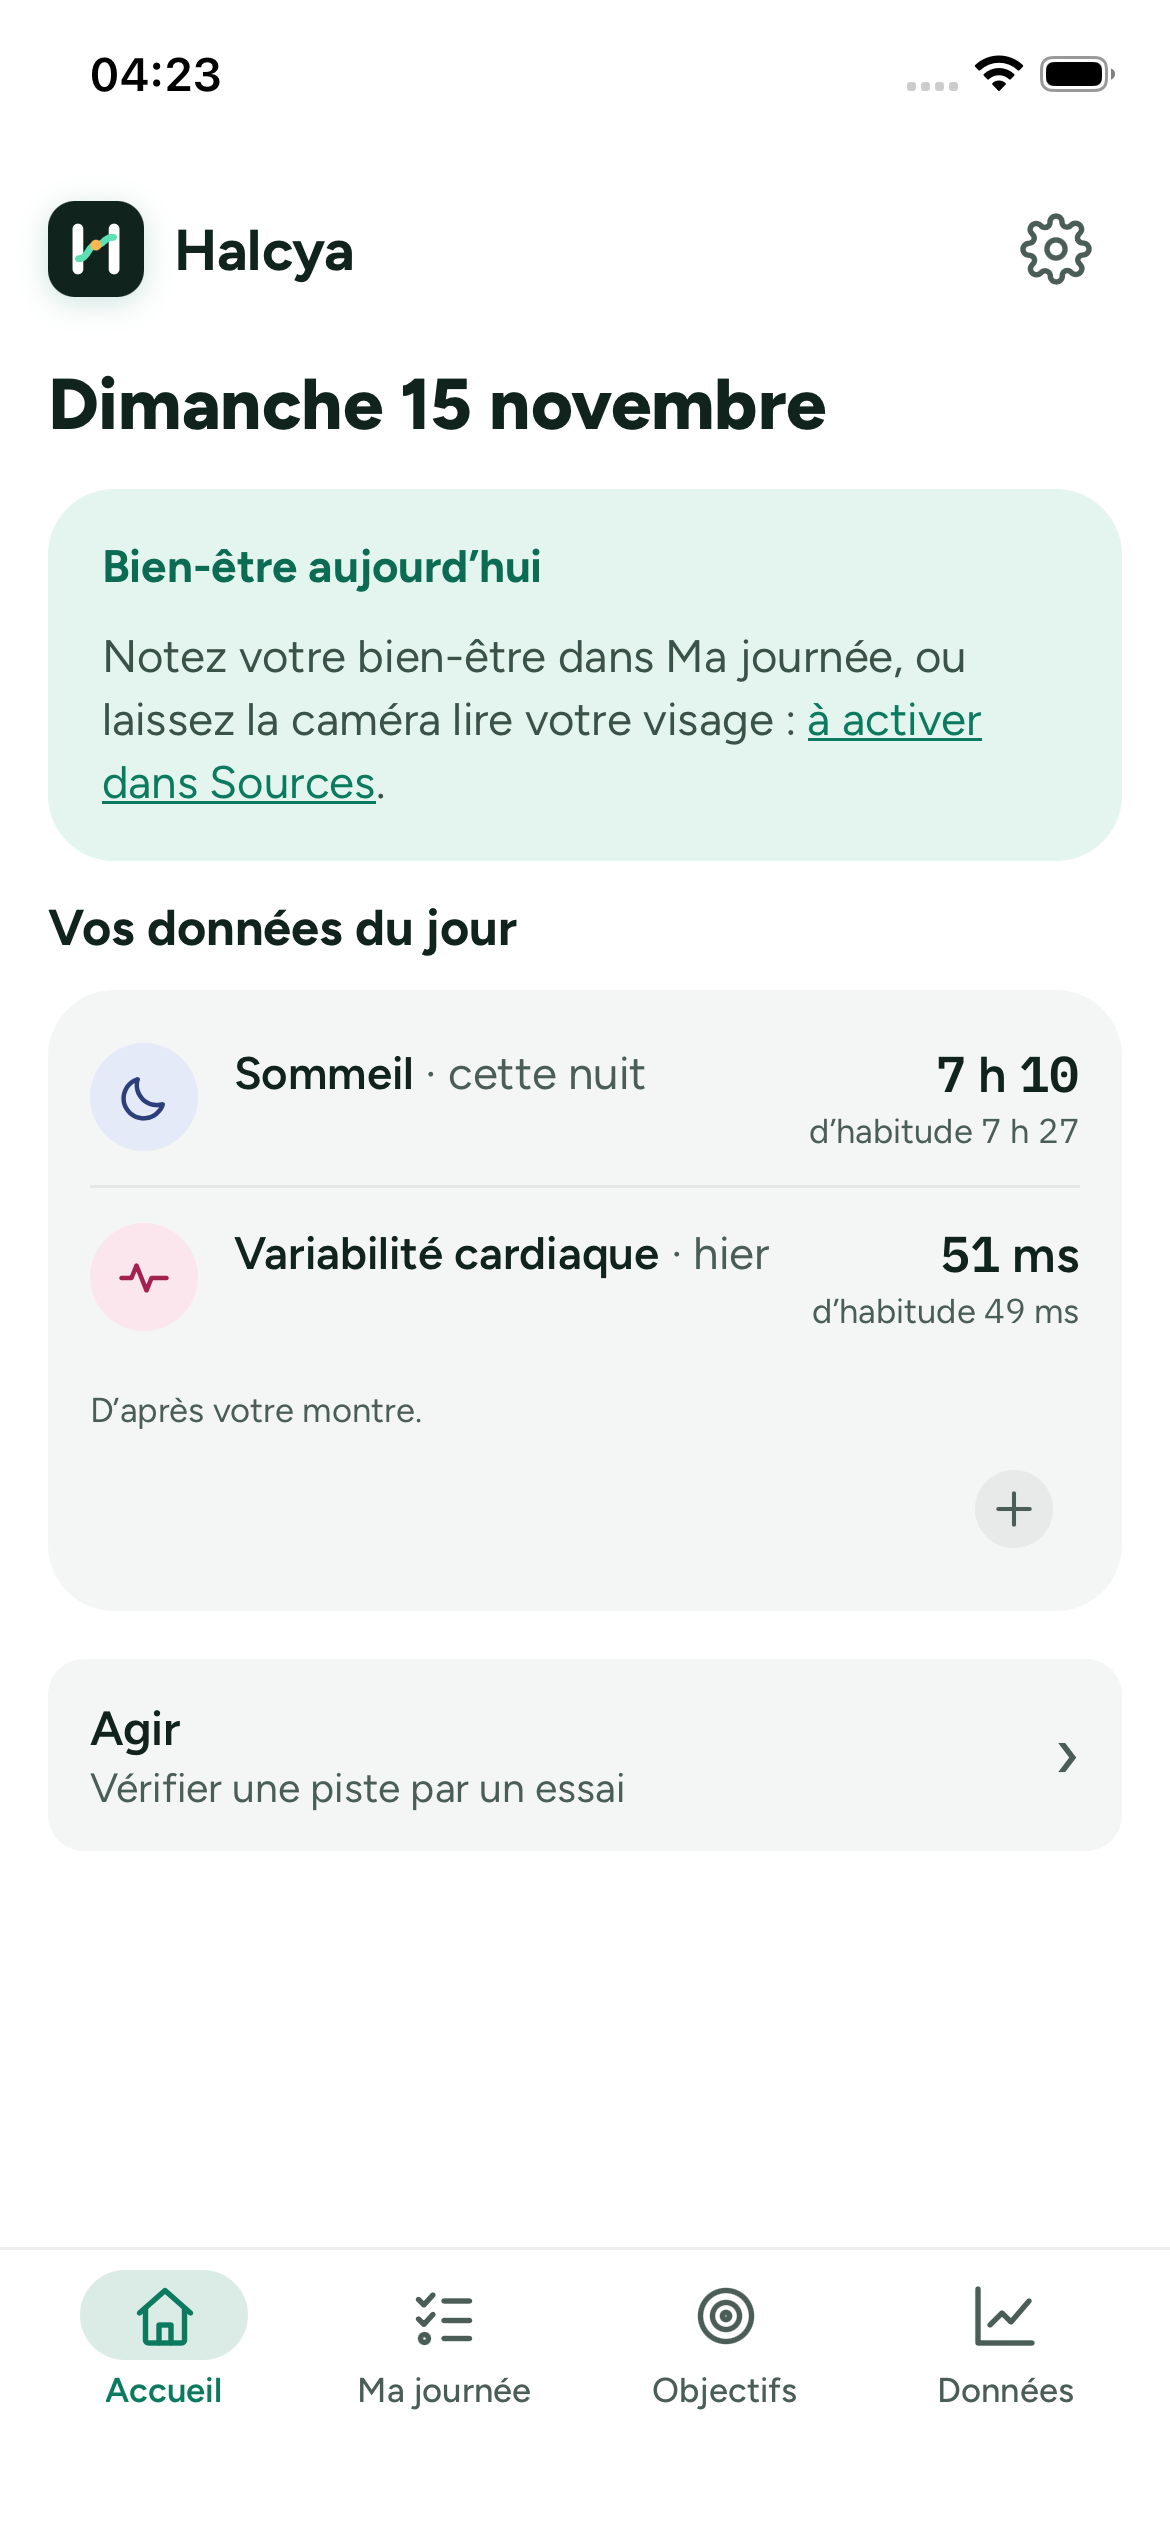 04:23
Halcya
Dimanche 15 novembre
Bien-être aujourd’hui
Notez votre bien-être dans Ma journée, ou
laissez la caméra lire votre visage : à activer
dans Sources.
Vos données du jour
Sommeil · cette nuit
7 h 10
d’habitude 7 h 27
Variabilité cardiaque · hier
51 ms
d’habitude 49 ms
D’après votre montre.
Agir
Vérifier une piste par un essai
Accueil
Ma journée
Objectifs
Données